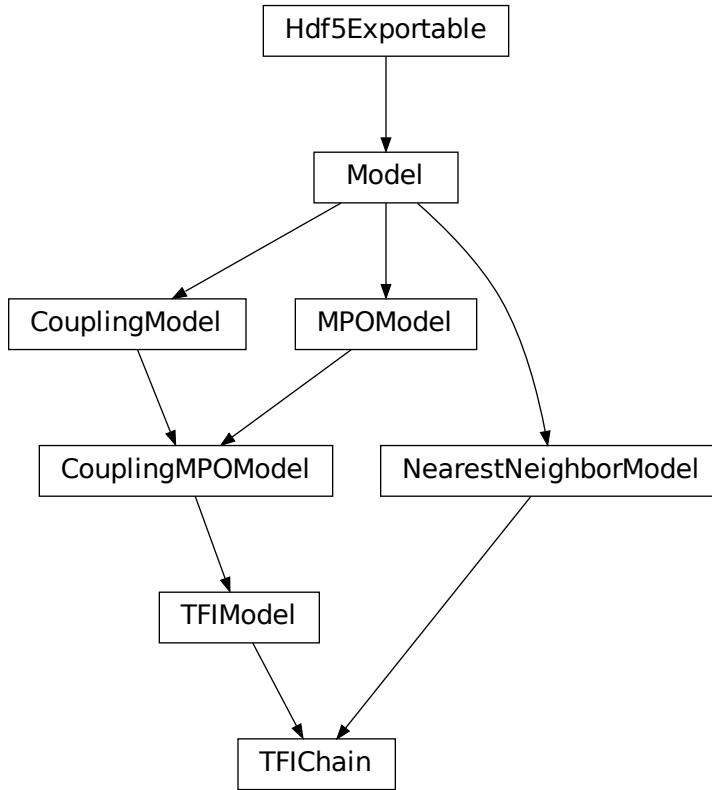 Hdf5Exportable
Model
CouplingModel
MPOModel
CouplingMPOModel
NearestNeighborModel
TFIModel
TFIChain